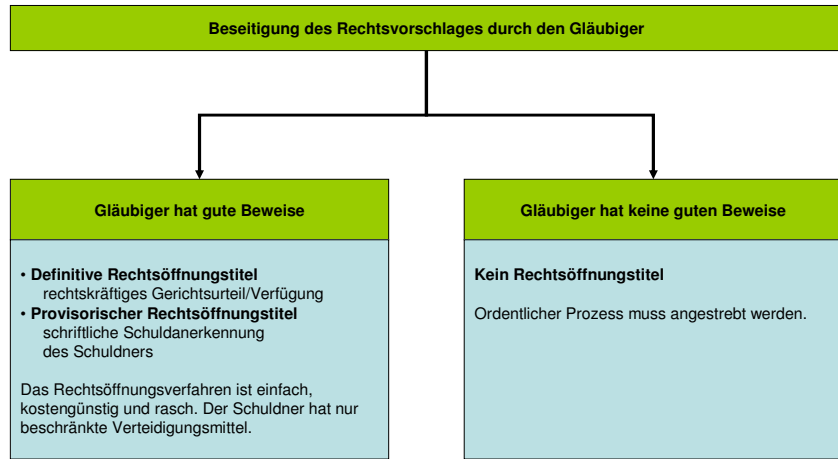 Beseitigung des Rechtsvorschlages durch den Gläubiger
Gläubiger hat gute Beweise
• Definitive Rechtsöffnungstitel
rechtskräftiges Gerichtsurteil/Verfügung
• Provisorischer Rechtsöffnungstitel
schriftliche Schuldanerkennung
des Schuldners
Das Rechtsöffnungsverfahren ist einfach,
kostengünstig und rasch. Der Schuldner hat nur
beschränkte Verteidigungsmittel.
Gläubiger hat keine guten Beweise
Kein Rechtsöffnungstitel
Ordentlicher Prozess muss angestrebt werden.